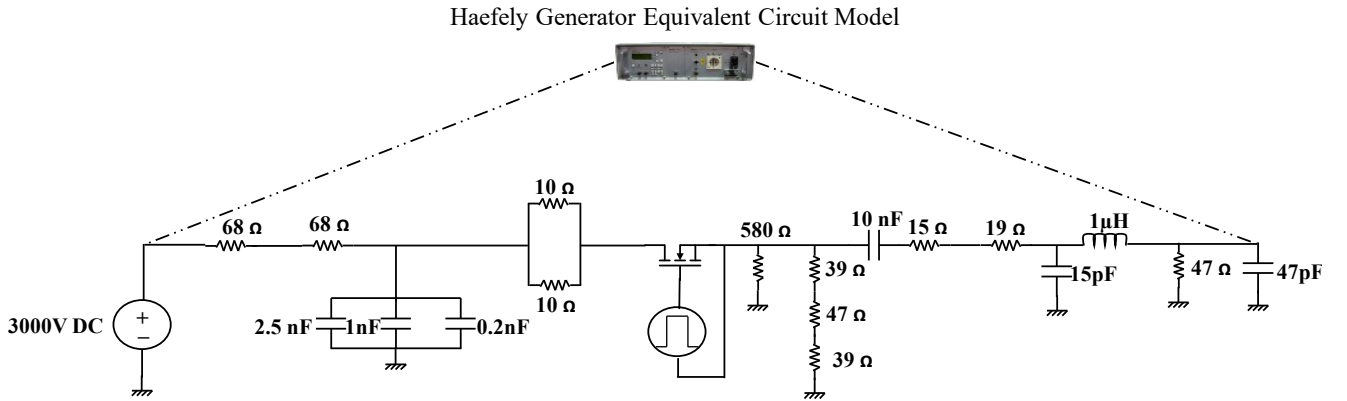 Haefely Generator Equivalent Circuit Model
10 Ω
68 Ω
68 Ω
10 nF
15 Ω
19 Ω
1μH
580 Ω
39 Ω
15pF
47 Ω
47pF
10 Ω
3000V DC
+
−
2.5 nF
1nF
0.2nF
47 Ω
39 Ω